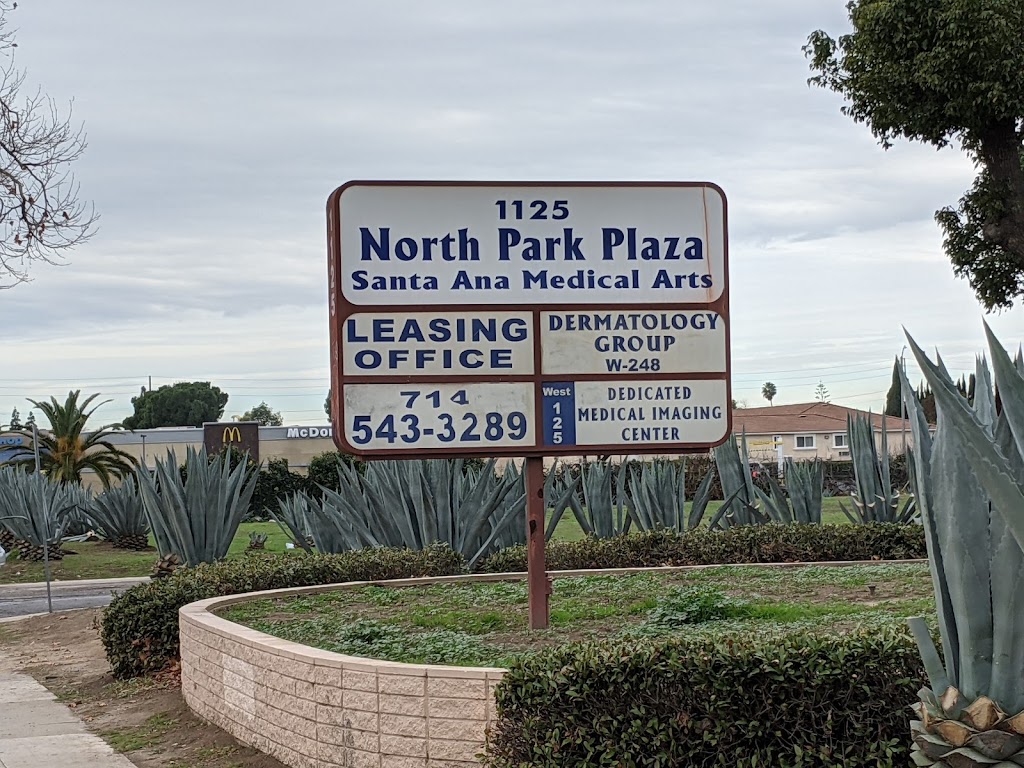 1125
North Park Plaza
Santa Ana Medical Arts
LEASING
OFFICE
DERMATOLOGY
GROUP
W-248
714
543-3289
West
125
DEDICATED
MEDICAL IMAGING
CENTER